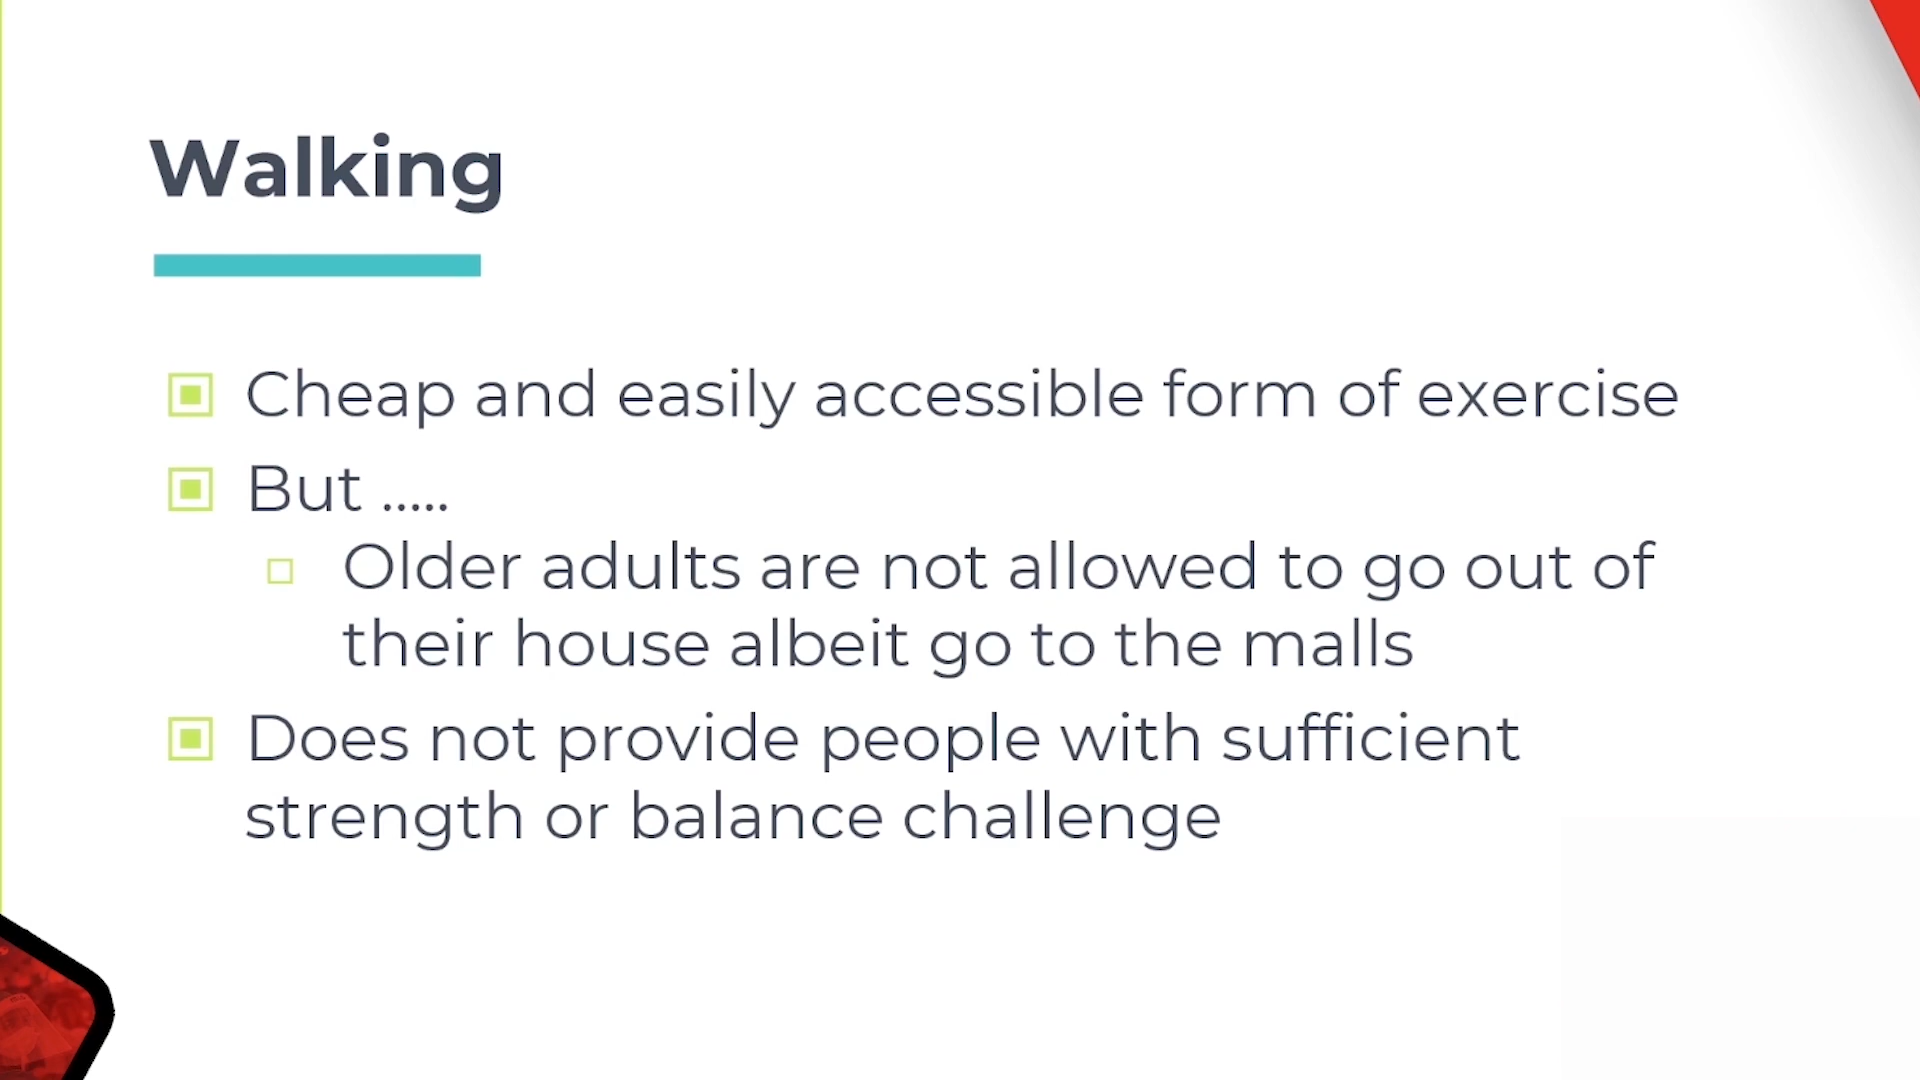 Walking
Cheap and easily accessible form of exercise
But .....
Older adults are not allowed to go out of
their house albeit go to the malls
Does not provide people with sufficient
strength or balance challenge